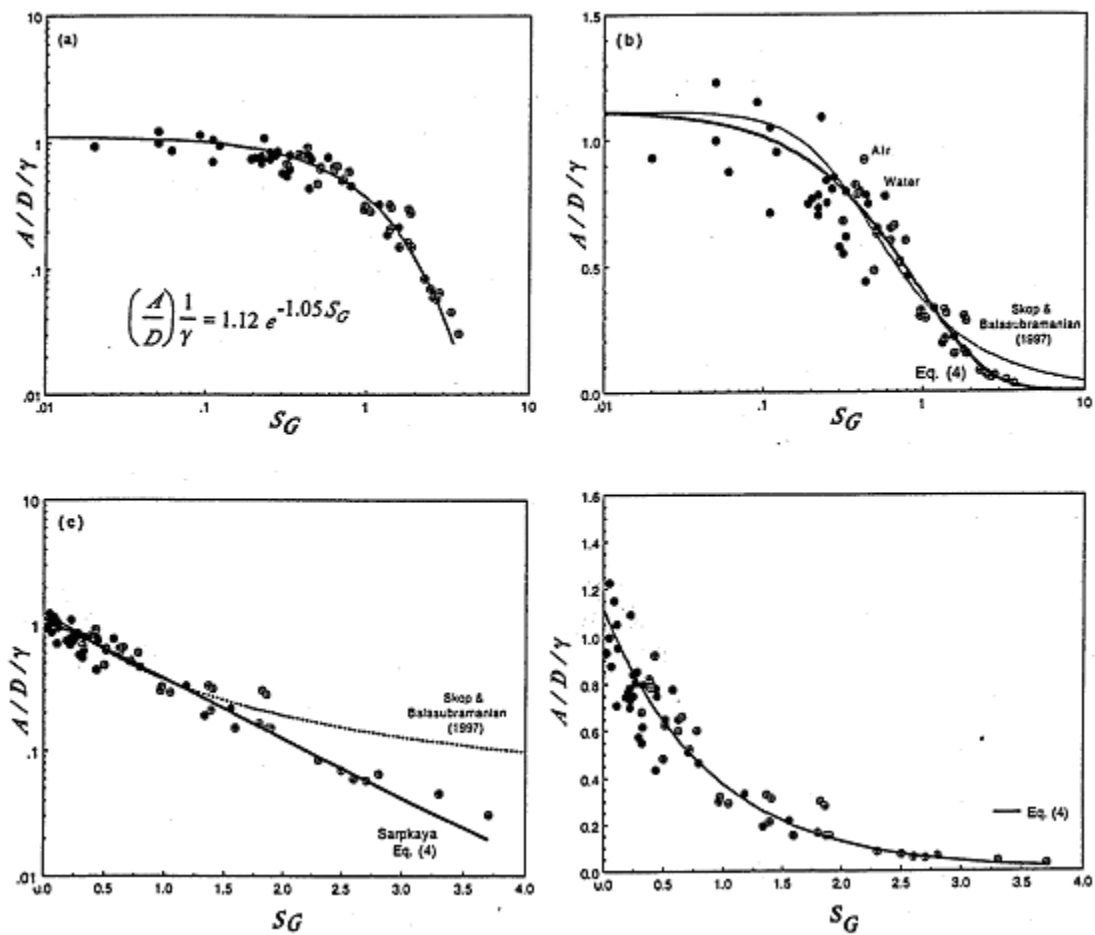 (a)
10
1
.1
.01
A / D / γ
.01 .1 1 10
S_G
(A/D) 1/γ = 1.12 e^-1.05 S_G
(b)
1.5
1.0
0.5
0.0
A / D / γ
Air
Water
Skop &
Balasubramanian
(1997)
Eq. (4)
.01 .1 1 10
S_G
(c)
10
1
.1
.01
A / D / γ
Skop &
Balasubramanian
(1997)
Sarpkaya
Eq. (4)
0.0 0.5 1.0 1.5 2.0 2.5 3.0 3.5 4.0
S_G
1.6
1.4
1.2
1.0
0.8
0.6
0.4
0.2
0.0
A / D / γ
Eq. (4)
0.0 0.5 1.0 1.5 2.0 2.5 3.0 3.5 4.0
S_G